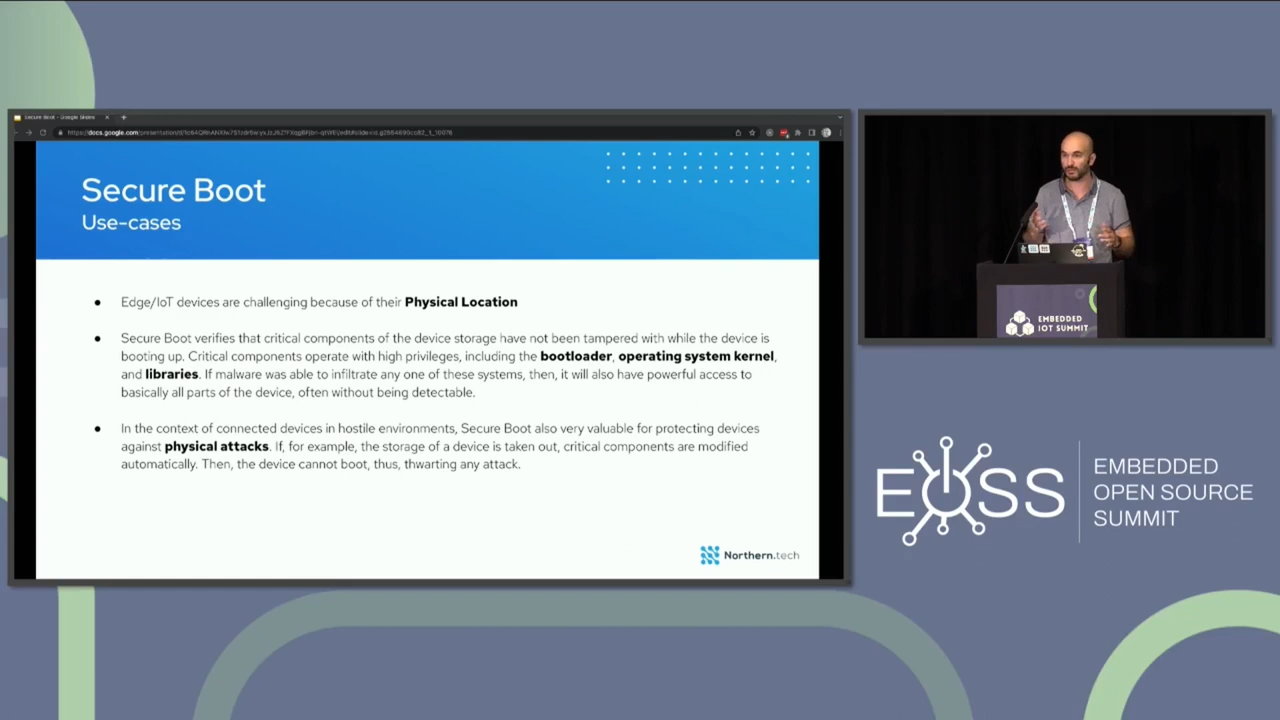 Secure Boot - Google Slides
Secure Boot
Use-cases
Edge/IoT devices are challenging because of their Physical Location
Secure Boot verifies that critical components of the device storage have not been tampered with while the device is
booting up. Critical components operate with high privileges, including the bootloader, operating system kernel,
and libraries. If malware was able to infiltrate any one of these systems, then, it will also have powerful access to
basically all parts of the device, often without being detectable.
In the context of connected devices in hostile environments, Secure Boot also very valuable for protecting devices
against physical attacks. If, for example, the storage of a device is taken out, critical components are modified
automatically. Then, the device cannot boot, thus, thwarting any attack.
Northern.tech
EMBEDDED
IOT SUMMIT
EOSS
EMBEDDED
OPEN SOURCE
SUMMIT